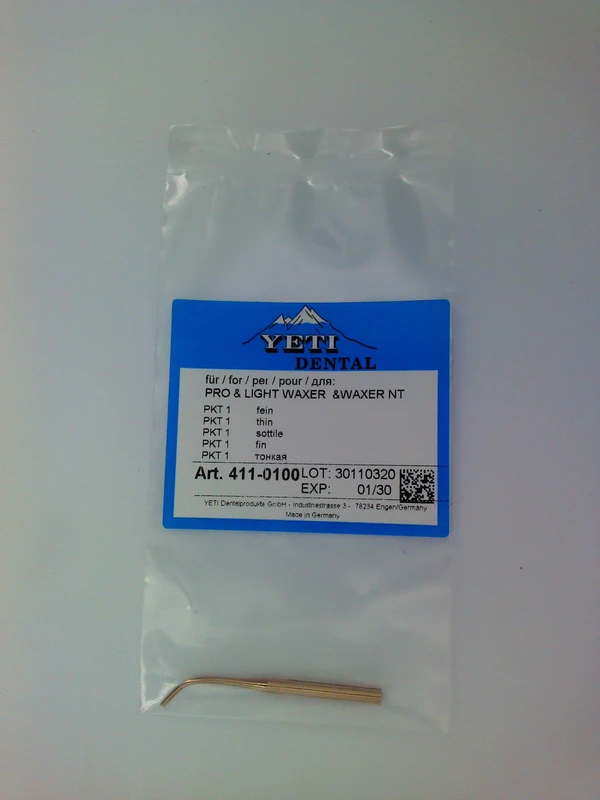 YETI
DENTAL
für / for / per / pour / для:
PRO & LIGHT WAXER &WAXER NT
PKT 1 fein
PKT 1 thin
PKT 1 sottile
PKT 1 fin
PKT 1 тонкая
Art. 411-0100 LOT: 30110320
EXP: 01/30
YETI Dentalprodukte GmbH - Industriestrasse 3 - 78234 Engen/Germany
Made in Germany